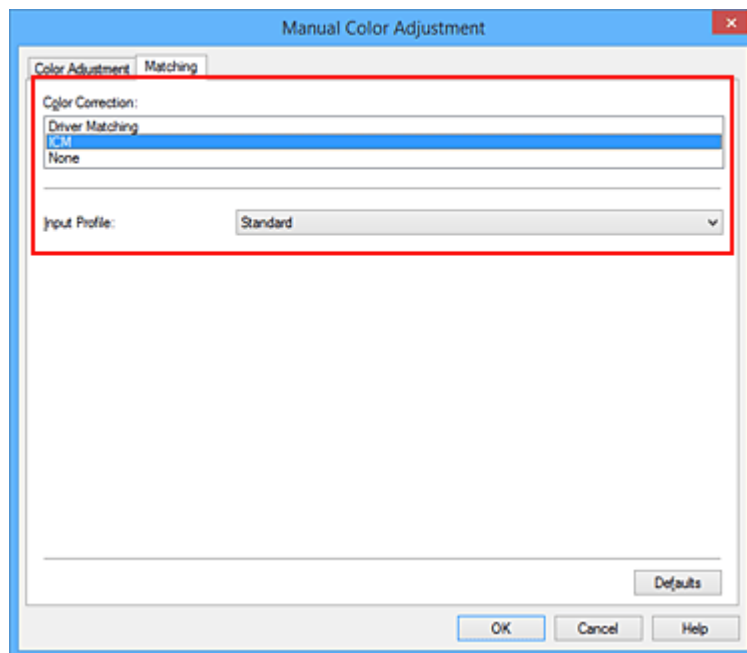 Manual Color Adjustment
Color Adjustment Matching
Color Correction:
Driver Matching
ICM
None
Input Profile: Standard
Defaults
OK Cancel Help